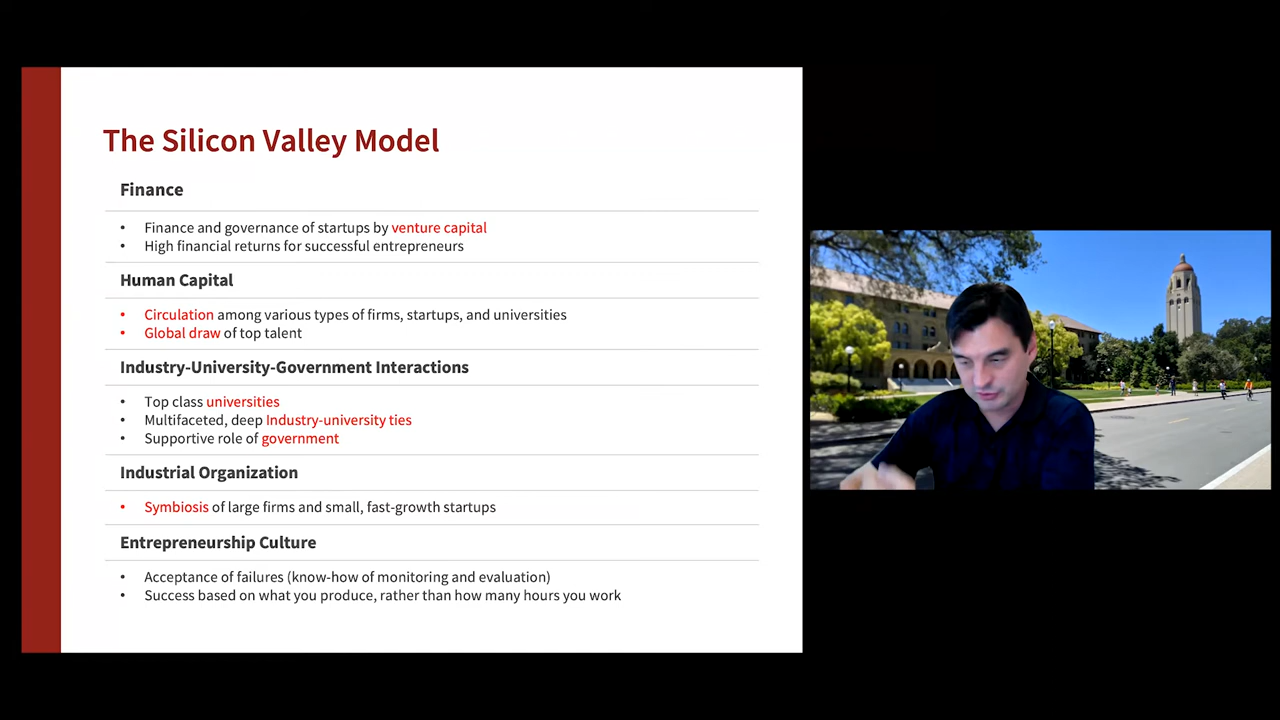 The Silicon Valley Model
Finance
• Finance and governance of startups by venture capital
• High financial returns for successful entrepreneurs
Human Capital
• Circulation among various types of firms, startups, and universities
• Global draw of top talent
Industry-University-Government Interactions
• Top class universities
• Multifaceted, deep Industry-university ties
• Supportive role of government
Industrial Organization
• Symbiosis of large firms and small, fast-growth startups
Entrepreneurship Culture
• Acceptance of failures (know-how of monitoring and evaluation)
• Success based on what you produce, rather than how many hours you work